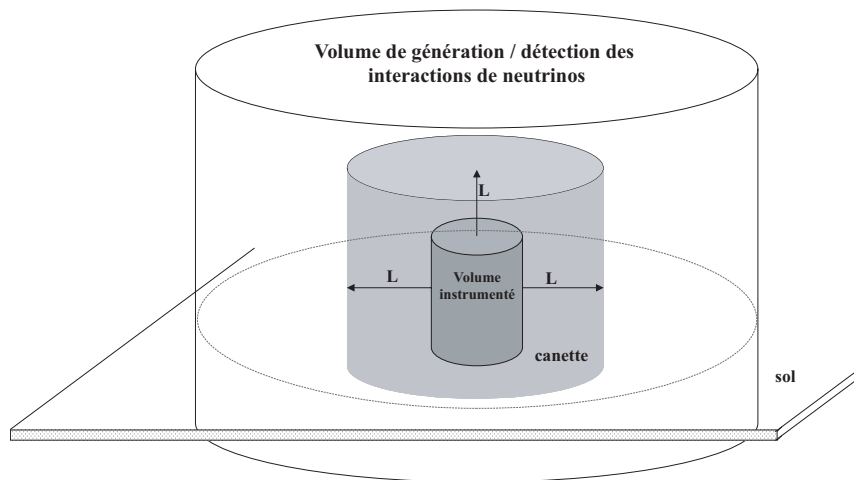 Volume de génération / détection des
interactions de neutrinos
L
L
Volume
instrumenté
L
canette
sol